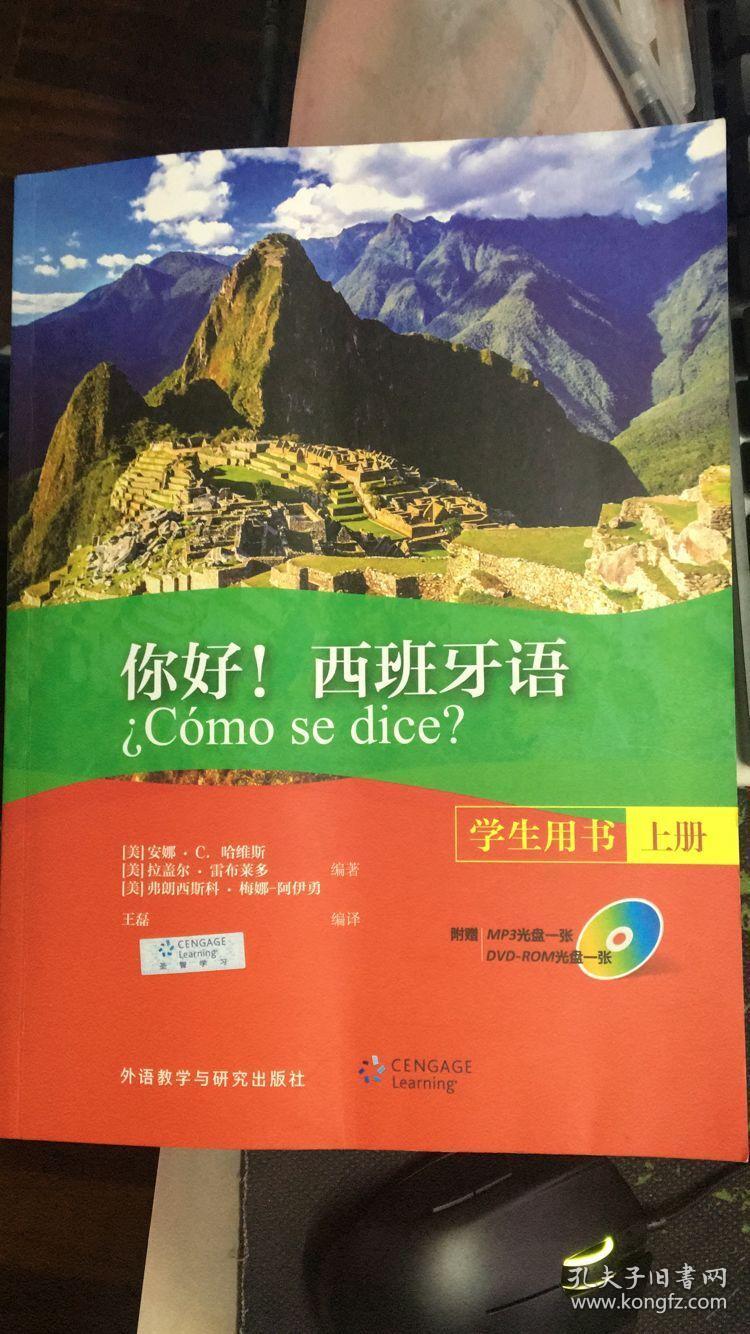 你好！西班牙语
¿Cómo se dice?
学生用书 上册
[美] 安娜·C. 哈维斯
[美] 拉盖尔·雷布莱多 编著
[美] 弗朗西斯科·梅娜-阿伊勇
王磊 编译
CENGAGE
Learning
圣智学习
附赠 MP3光盘一张
DVD-ROM光盘一张
外语教学与研究出版社
CENGAGE
Learning
孔夫子旧書网
www.kongfz.com